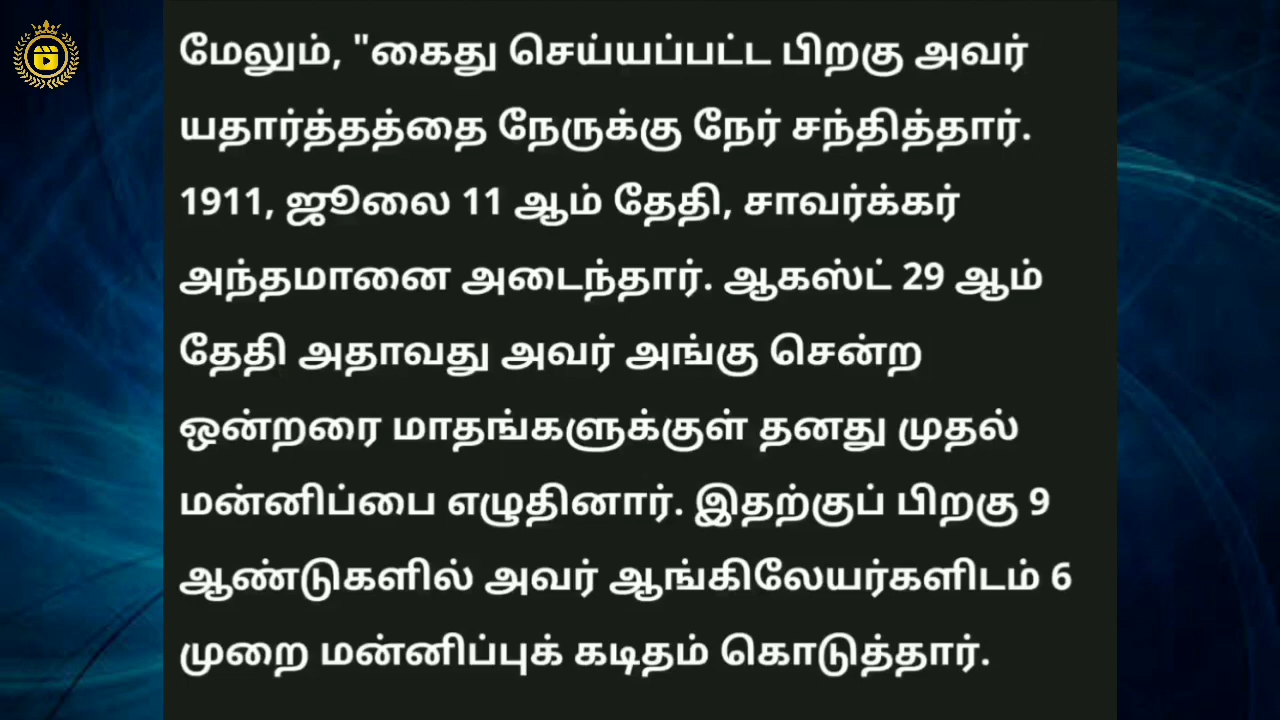 மேலும், "கைது செய்யப்பட்ட பிறகு அவர்
யதார்த்தத்தை நேருக்கு நேர் சந்தித்தார்.
1911, ஜூலை 11 ஆம் தேதி, சாவர்க்கர்
அந்தமானை அடைந்தார். ஆகஸ்ட் 29 ஆம்
தேதி அதாவது அவர் அங்கு சென்ற
ஒன்றரை மாதங்களுக்குள் தனது முதல்
மன்னிப்பை எழுதினார். இதற்குப் பிறகு 9
ஆண்டுகளில் அவர் ஆங்கிலேயர்களிடம் 6
முறை மன்னிப்புக் கடிதம் கொடுத்தார்.